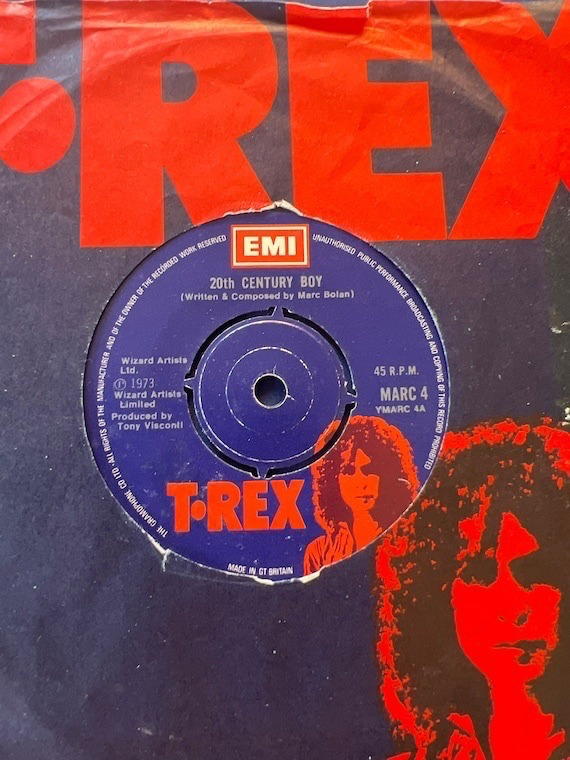 T•REX
EMI
THE GRAMOPHONE CO LTD • ALL RIGHTS OF THE MANUFACTURER AND OF THE OWNER OF THE RECORDED WORK RESERVED
UNAUTHORISED PUBLIC PERFORMANCE BROADCASTING AND COPYING OF THIS RECORD PROHIBITED
20th CENTURY BOY
(Written & Composed by Marc Bolan)
Wizard Artists
Ltd.
℗ 1973
Wizard Artists
Limited
Produced by
Tony Visconti
45 R.P.M.
MARC 4
YMARC 4A
T•REX
MADE IN GT BRITAIN